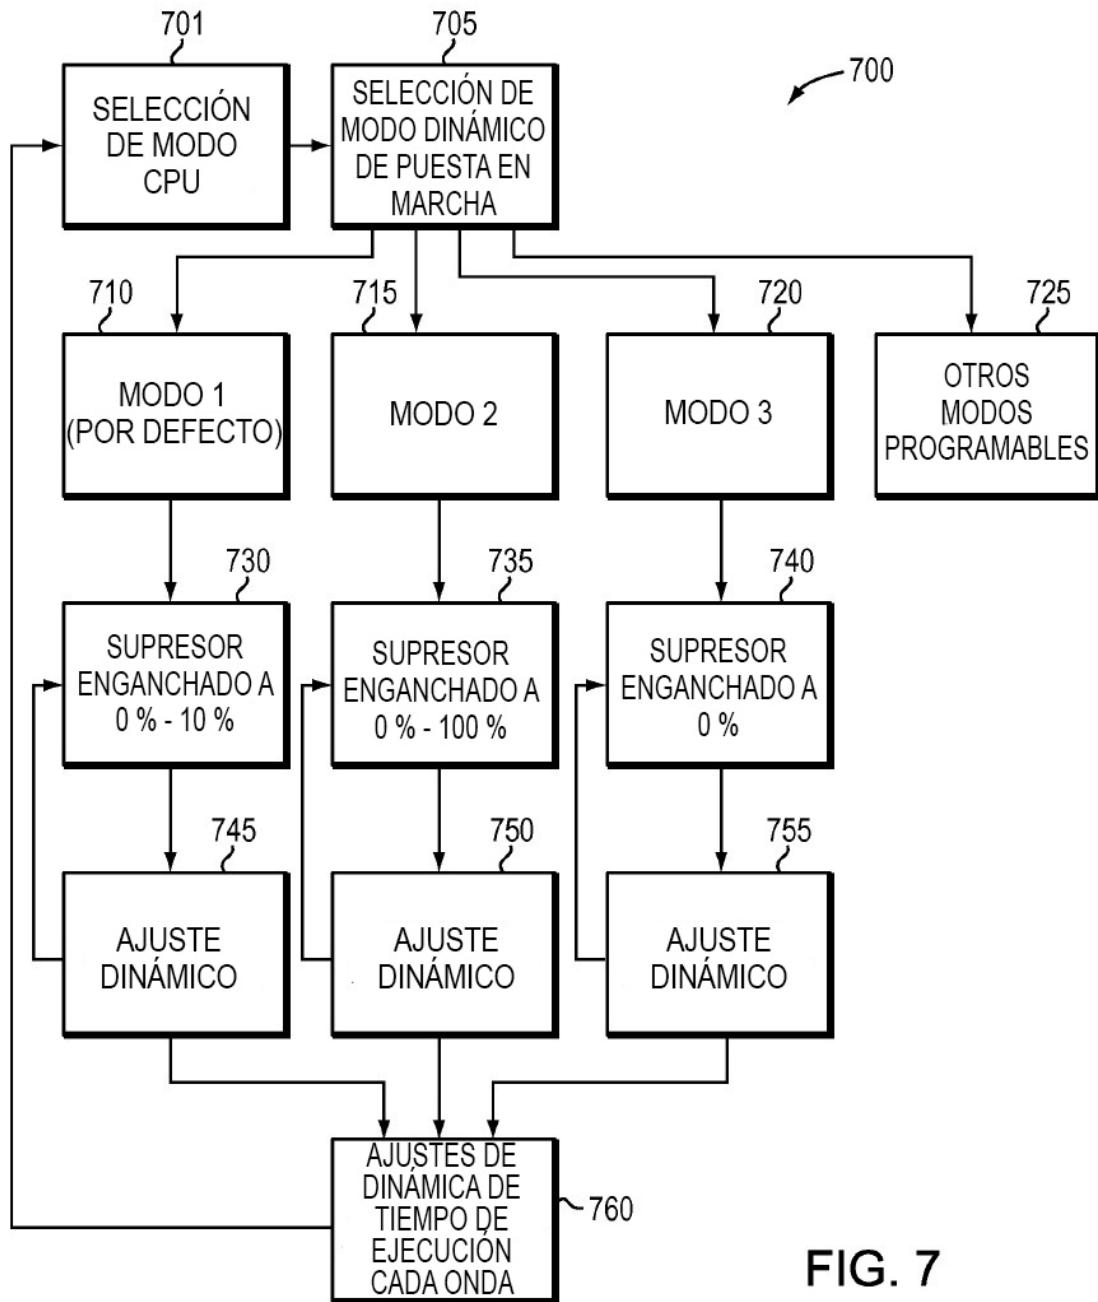 701
705
700
SELECCIÓN
DE MODO
CPU
SELECCIÓN DE
MODO DINÁMICO
DE PUESTA EN
MARCHA
710
715
720
725
MODO 1
(POR DEFECTO)
MODO 2
MODO 3
OTROS
MODOS
PROGRAMABLES
730
735
740
SUPRESOR
ENGANCHADO A
0 % - 10 %
SUPRESOR
ENGANCHADO A
0 % - 100 %
SUPRESOR
ENGANCHADO A
0 %
745
750
755
AJUSTE
DINÁMICO
AJUSTE
DINÁMICO
AJUSTE
DINÁMICO
AJUSTES DE
DINÁMICA DE
TIEMPO DE
EJECUCIÓN
CADA ONDA
760
FIG. 7